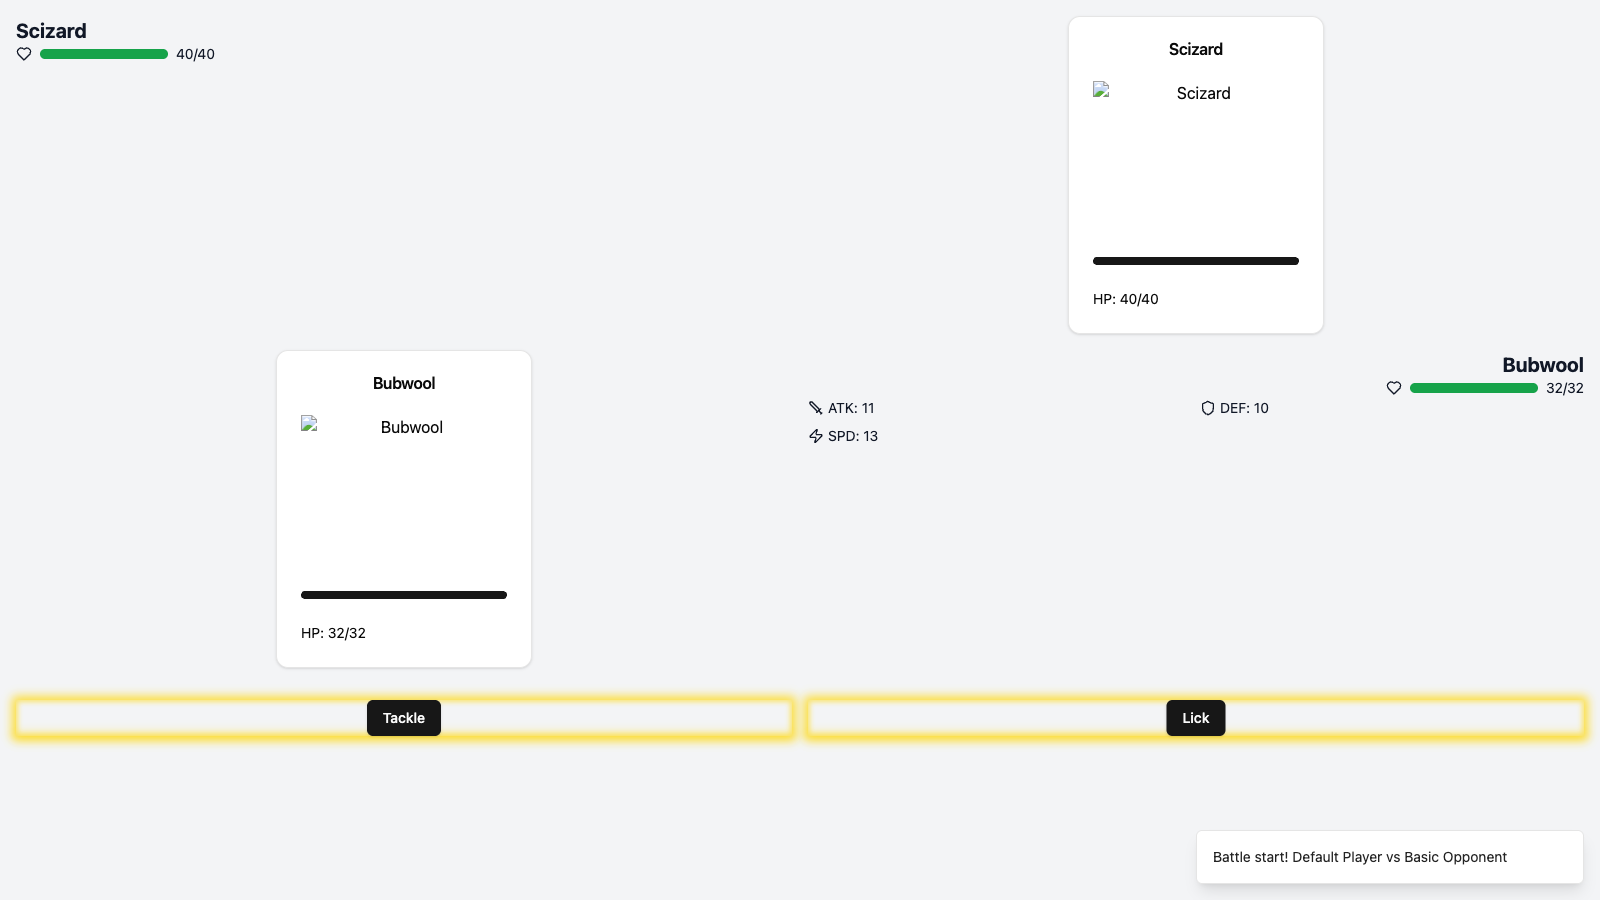 Scizard
40/40
Scizard
Scizard
HP: 40/40
Bubwool
Bubwool
HP: 32/32
Bubwool
32/32
ATK: 11
DEF: 10
SPD: 13
Tackle
Lick
Battle start! Default Player vs Basic Opponent